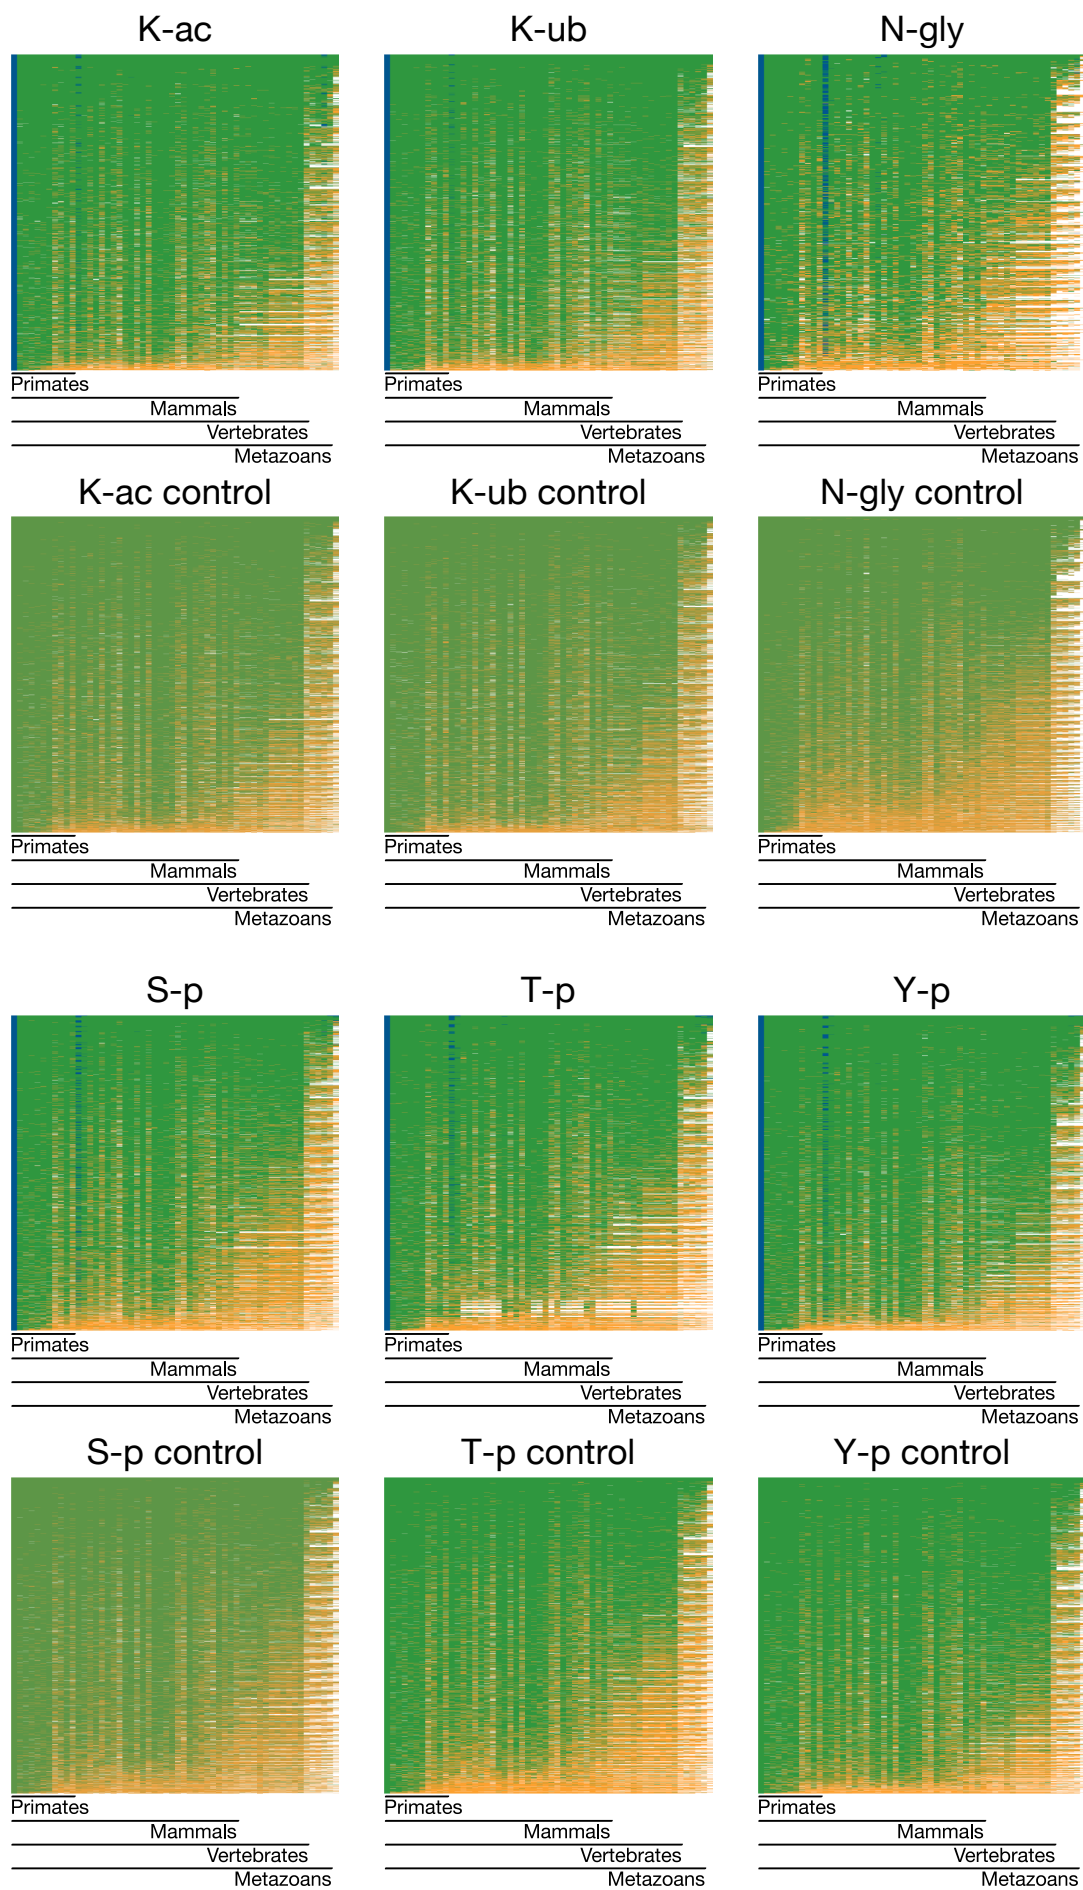 K-ac K-ub N-gly
Primates Primates Primates
Mammals Mammals Mammals
Vertebrates Vertebrates Vertebrates
Metazoans Metazoans Metazoans
K-ac control K-ub control N-gly control
Primates Primates Primates
Mammals Mammals Mammals
Vertebrates Vertebrates Vertebrates
Metazoans Metazoans Metazoans
S-p T-p Y-p
Primates Primates Primates
Mammals Mammals Mammals
Vertebrates Vertebrates Vertebrates
Metazoans Metazoans Metazoans
S-p control T-p control Y-p control
Primates Primates Primates
Mammals Mammals Mammals
Vertebrates Vertebrates Vertebrates
Metazoans Metazoans Metazoans